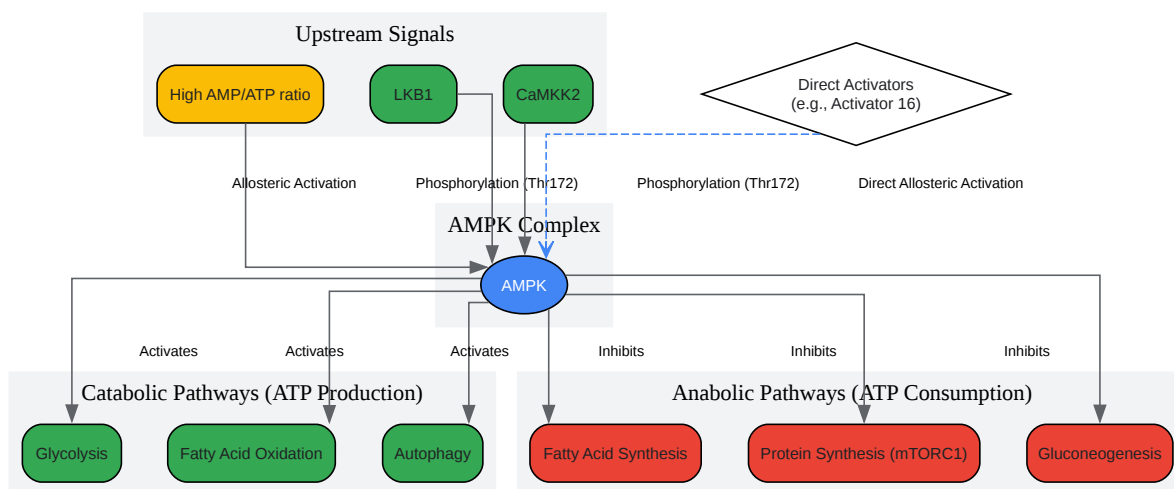 Upstream Signals
High AMP/ATP ratio
LKB1
CaMKK2
Direct Activators
(e.g., Activator 16)
Allosteric Activation
Phosphorylation (Thr172)
Phosphorylation (Thr172)
Direct Allosteric Activation
AMPK Complex
AMPK
Activates
Activates
Activates
Inhibits
Inhibits
Inhibits
Catabolic Pathways (ATP Production)
Anabolic Pathways (ATP Consumption)
Glycolysis
Fatty Acid Oxidation
Autophagy
Fatty Acid Synthesis
Protein Synthesis (mTORC1)
Gluconeogenesis